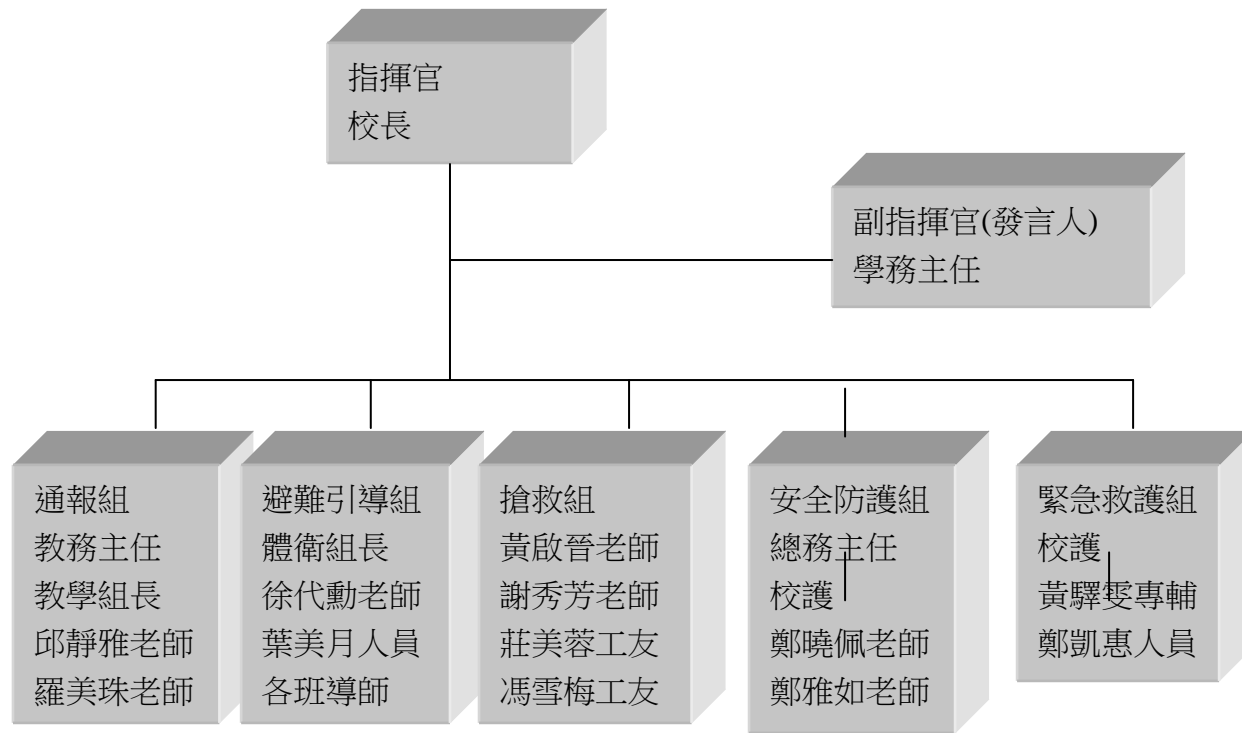 指揮官
校長
副指揮官(發言人)
學務主任
通報組
教務主任
教學組長
邱靜雅老師
羅美珠老師
避難引導組
體衛組長
徐代勳老師
葉美月人員
各班導師
搶救組
黃啟晉老師
謝秀芳老師
莊美蓉工友
馮雪梅工友
安全防護組
總務主任
校護
鄭曉佩老師
鄭雅如老師
緊急救護組
校護
黃驛雯專輔
鄭凱惠人員